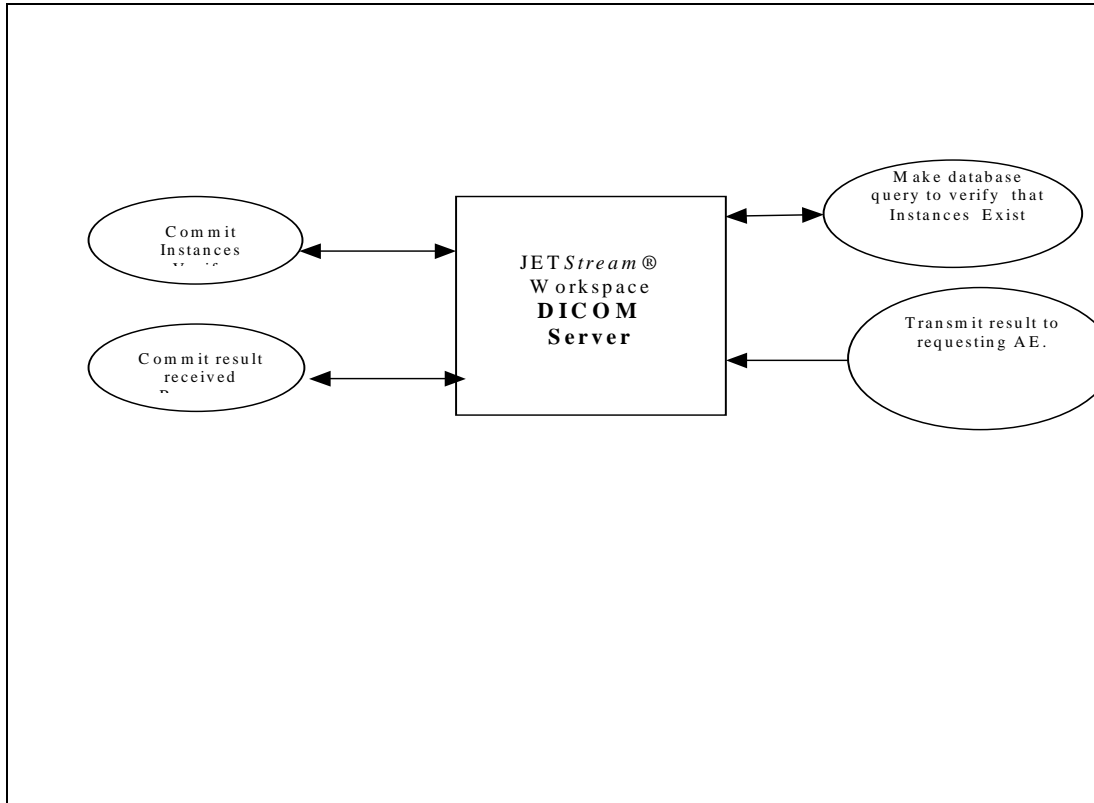 Commit
Instances
Commit result
received
JETStream®
Workspace
DICOM
Server
Make database
query to verify that
Instances Exist
Transmit result to
requesting AE.